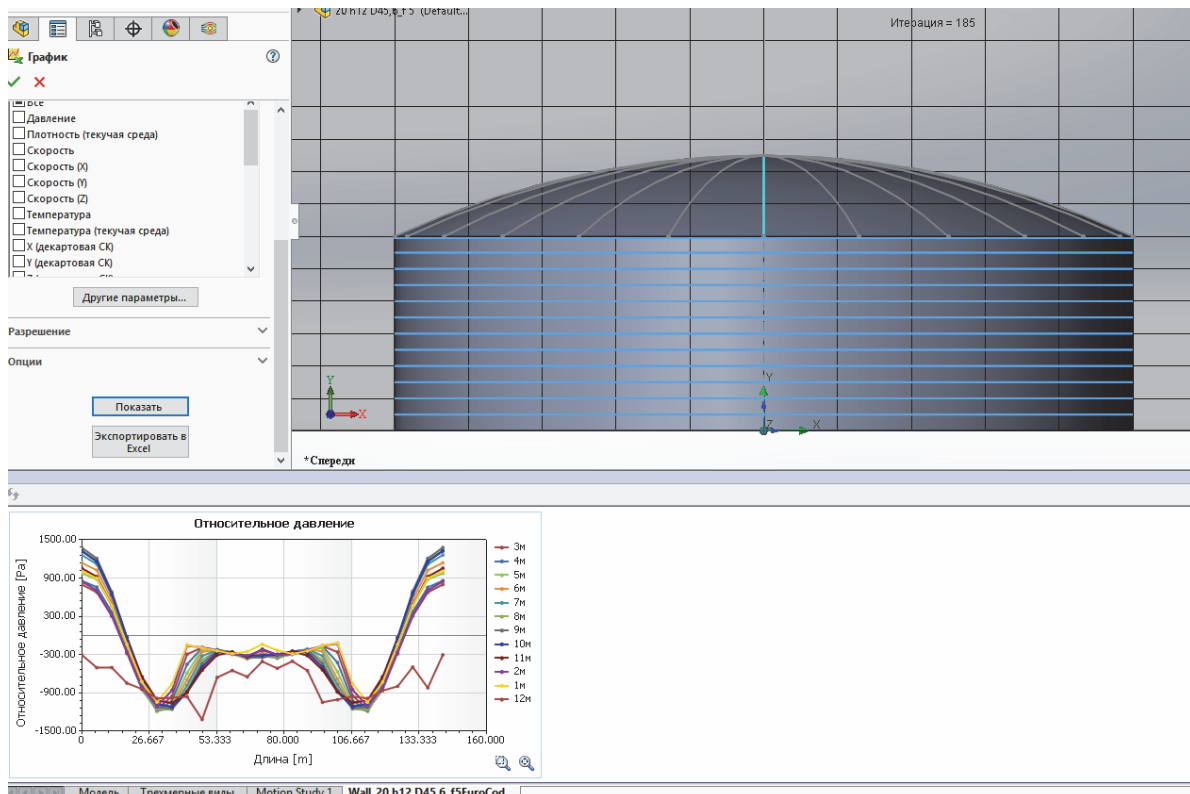 20 h12 D45,6_f 5 (Default...
Итерация = 185
График
Все
Давление
Плотность (текучая среда)
Скорость
Скорость (X)
Скорость (Y)
Скорость (Z)
Температура
Температура (текучая среда)
X (декартовая СК)
Y (декартовая СК)
Другие параметры...
Разрешение
Опции
Показать
Экспортировать в
Excel
Y
X
Y
Z
X
*Спереди
Относительное давление
Относительное давление [Pa]
1500.00
900.00
300.00
-300.00
-900.00
-1500.00
0
26.667
53.333
80.000
106.667
133.333
160.000
Длина [m]
3м
4м
5м
6м
7м
8м
9м
10м
11м
2м
1м
12м
Модель
Трехмерные виды
Motion Study 1
Wall_20 h12 D45,6_f5EuroCod